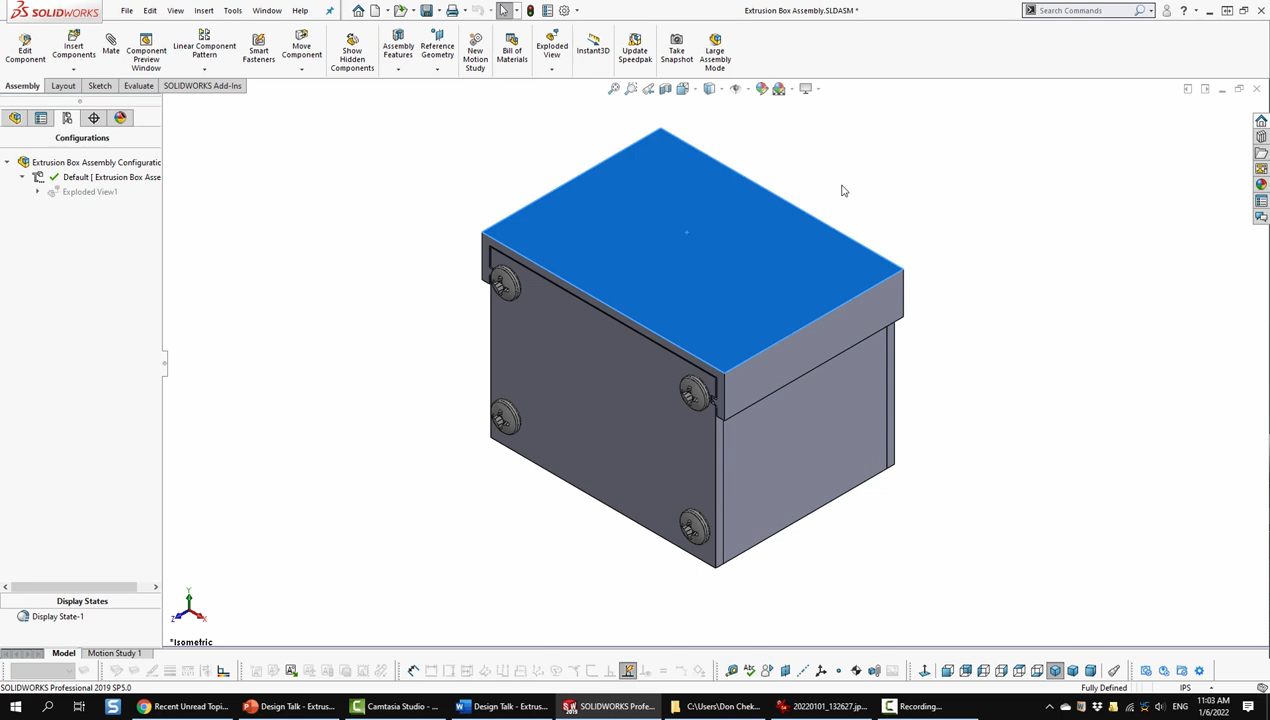 SOLIDWORKS
File Edit View Insert Tools Window Help
Extrusion Box Assembly.SLDASM *
Search Commands
Edit Component
Insert Components
Mate
Component Preview Window
Linear Component Pattern
Smart Fasteners
Move Component
Show Hidden Components
Assembly Features
Reference Geometry
New Motion Study
Bill of Materials
Exploded View
Instant3D
Update Speedpak
Take Snapshot
Large Assembly Mode
Assembly Layout Sketch Evaluate SOLIDWORKS Add-Ins
Configurations
Extrusion Box Assembly Configuratic
Default [ Extrusion Box Asse
Exploded View1
Display States
Display State-1
Y
Z X
*Isometric
Model Motion Study 1
SOLIDWORKS Professional 2019 SP5.0
Fully Defined
IPS
Recent Unread Topi...
Design Talk - Extrus...
Camtasia Studio - ...
Design Talk - Extrus...
SOLIDWORKS Profe...
C:\Users\Don Chek...
20220101_132627.jp...
Recording...
ENG
11:03 AM
1/6/2022